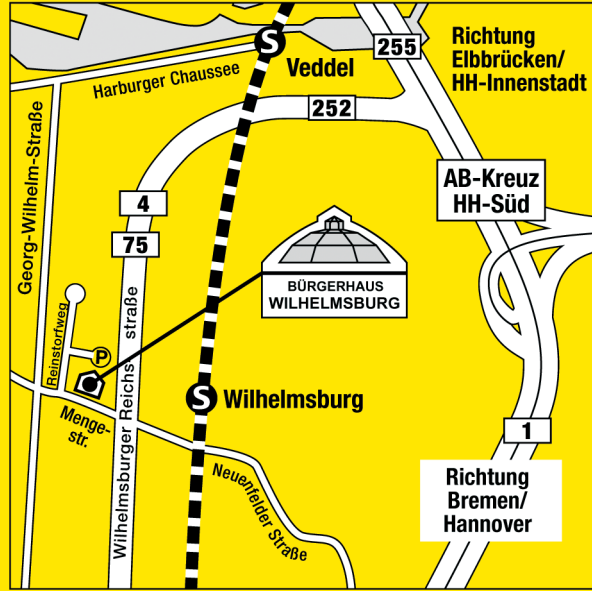 S
Veddel
255
Richtung
Elbbrücken/
HH-Innenstadt
Harburger Chaussee
252
Georg-Wilhelm-Straße
4
75
AB-Kreuz
HH-Süd
BÜRGERHAUS
WILHELMSBURG
Reinstorfweg
P
Wilhelmsburger Reichsstraße
S
Wilhelmsburg
Menge-
str.
Neuenfelder Straße
1
Richtung
Bremen/
Hannover